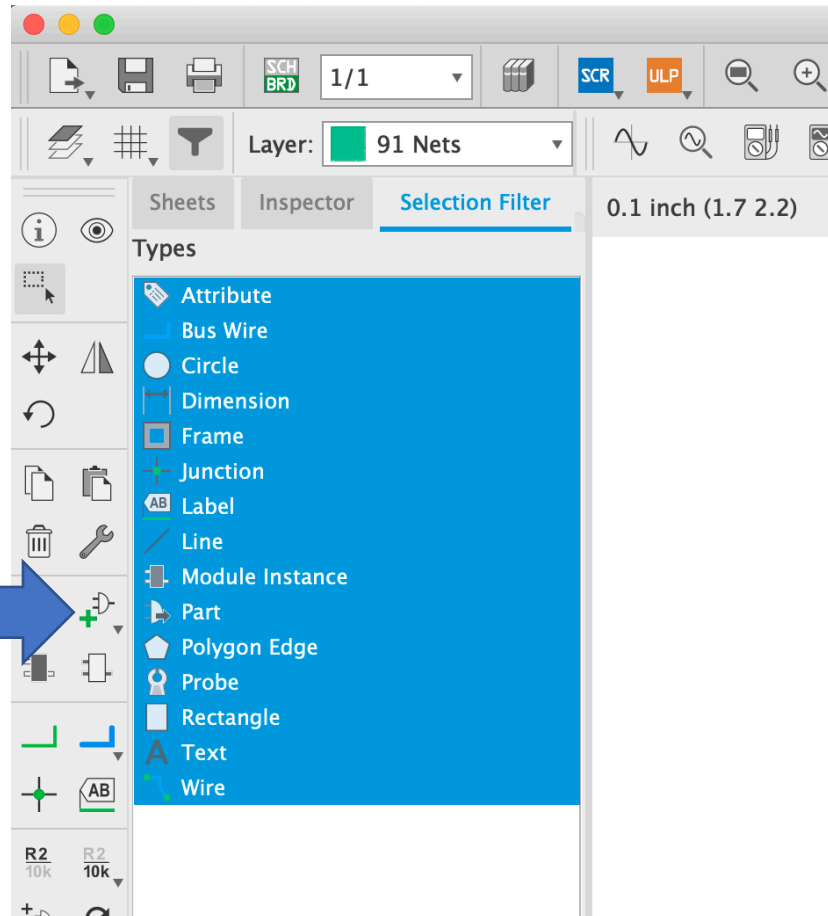 SCH
BRD
1/1
SCR
ULP
Layer:
91 Nets
Sheets
Inspector
Selection Filter
0.1 inch (1.7 2.2)
Types
Attribute
Bus Wire
Circle
Dimension
Frame
Junction
AB Label
Line
Module Instance
Part
Polygon Edge
Probe
Rectangle
A Text
Wire
AB
R2
10k
R2
10k